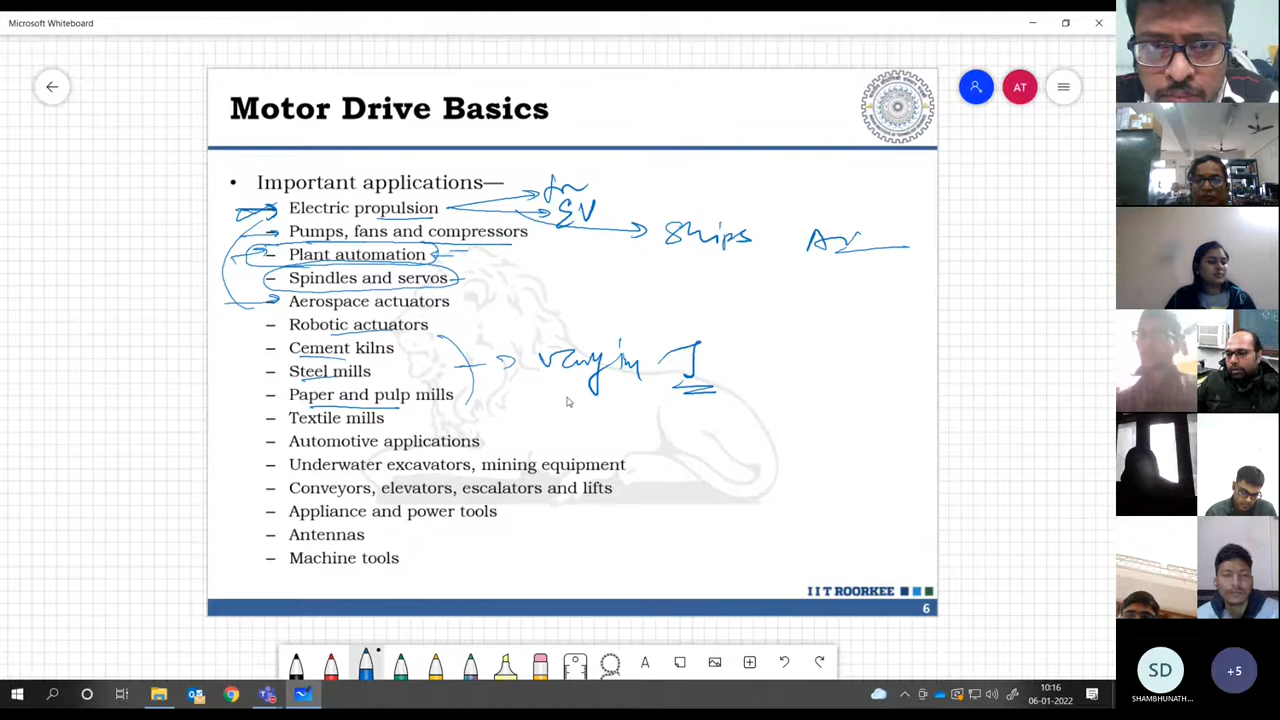 Microsoft Whiteboard
Motor Drive Basics
AT
• Important applications—
– Electric propulsion
EV
– Pumps, fans and compressors
Ships
– Plant automation
– Spindles and servos
– Aerospace actuators
– Robotic actuators
– Cement kilns
varyin J
– Steel mills
– Paper and pulp mills
– Textile mills
– Automotive applications
– Underwater excavators, mining equipment
– Conveyors, elevators, escalators and lifts
– Appliance and power tools
– Antennas
– Machine tools
IIT ROORKEE
6
A
SD
+5
SHAMBHUNATH...
10:16
06-01-2022